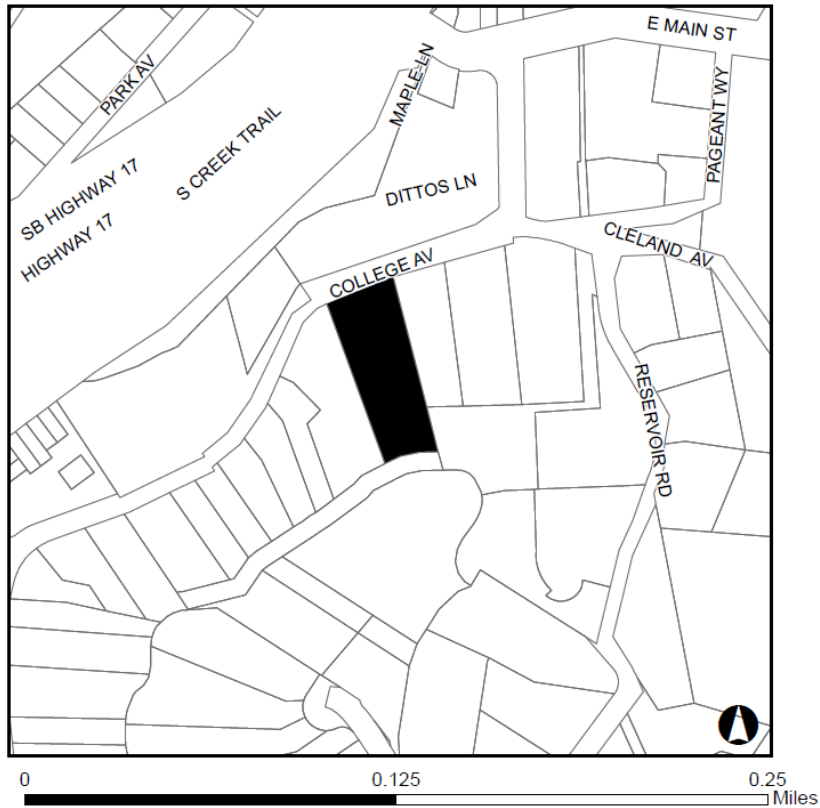 E MAIN ST
PARK AV
MAPLE LN
PAGEANT WY
S CREEK TRAIL
SB HIGHWAY 17
HIGHWAY 17
DITTOS LN
CLELAND AV
COLLEGE AV
RESERVOIR RD
0 0.125 0.25
Miles